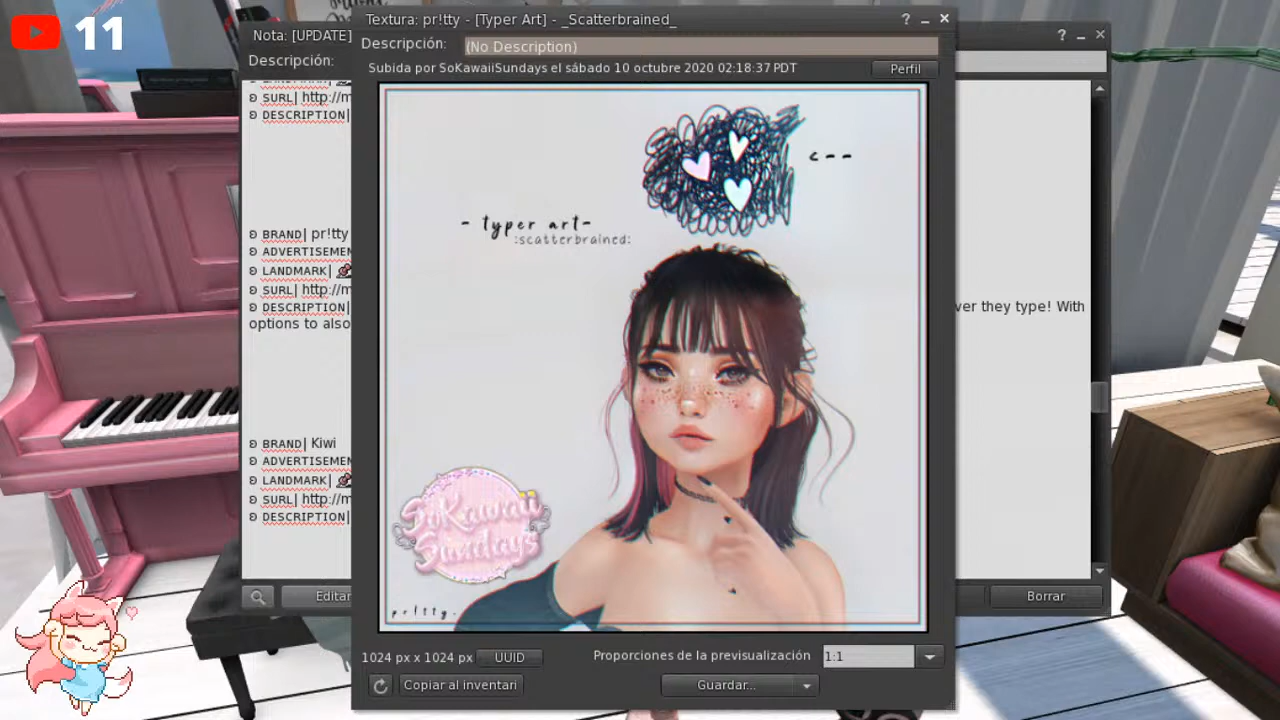 11
Textura: pr!tty - [Typer Art] - _Scatterbrained_
Nota: [UPDATE]
Descripción: (No Description)
Descripción:
Subida por SoKawaiiSundays el sábado 10 octubre 2020 02:18:37 PDT
Perfil
ʚ SURL| http://m
ʚ DESCRIPTION|
<--
- typer art-
:scatterbrained:
ʚ BRAND| pr!tty
ʚ ADVERTISEMEN
ʚ LANDMARK|
ʚ SURL| http://m
ʚ DESCRIPTION|
ver they type! With
options to also
ʚ BRAND| Kiwi
ʚ ADVERTISEMEN
ʚ LANDMARK|
ʚ SURL| http://m
ʚ DESCRIPTION|
SoKawaii
Sundays
pr!tty.
Editar
Borrar
1024 px x 1024 px
UUID
Proporciones de la previsualización
1:1
Copiar al inventari
Guardar...